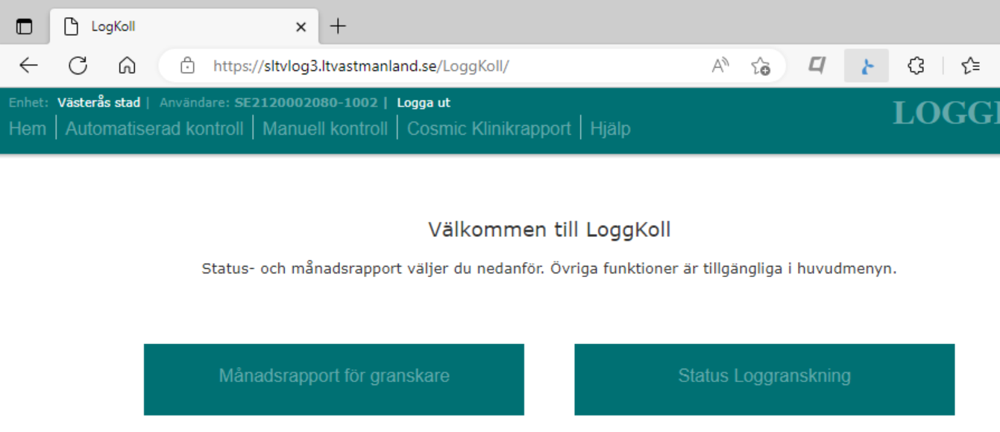 LogKoll
https://sltvlog3.ltvastmanland.se/LoggKoll/
Enhet: Västerås stad | Användare: SE2120002080-1002 | Logga ut
Hem | Automatiserad kontroll | Manuell kontroll | Cosmic Klinikrapport | Hjälp
LOGG
Välkommen till LoggKoll
Status- och månadsrapport väljer du nedanför. Övriga funktioner är tillgängliga i huvudmenyn.
Månadsrapport för granskare
Status Loggranskning